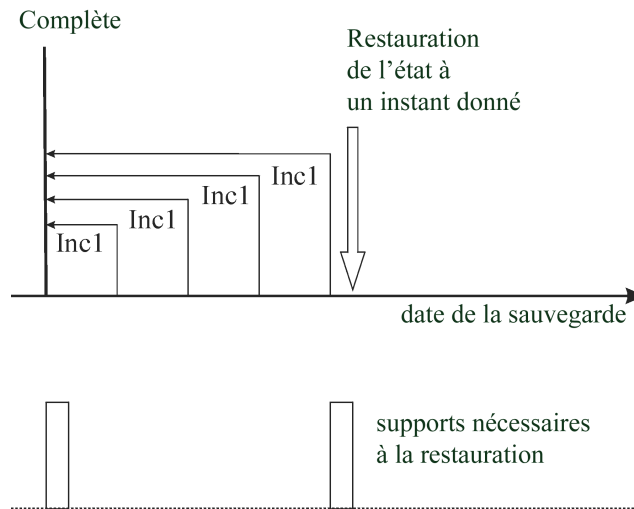 Complète
Restauration
de l’état à
un instant donné
Inc1
Inc1
Inc1
Inc1
date de la sauvegarde
supports nécessaires
à la restauration